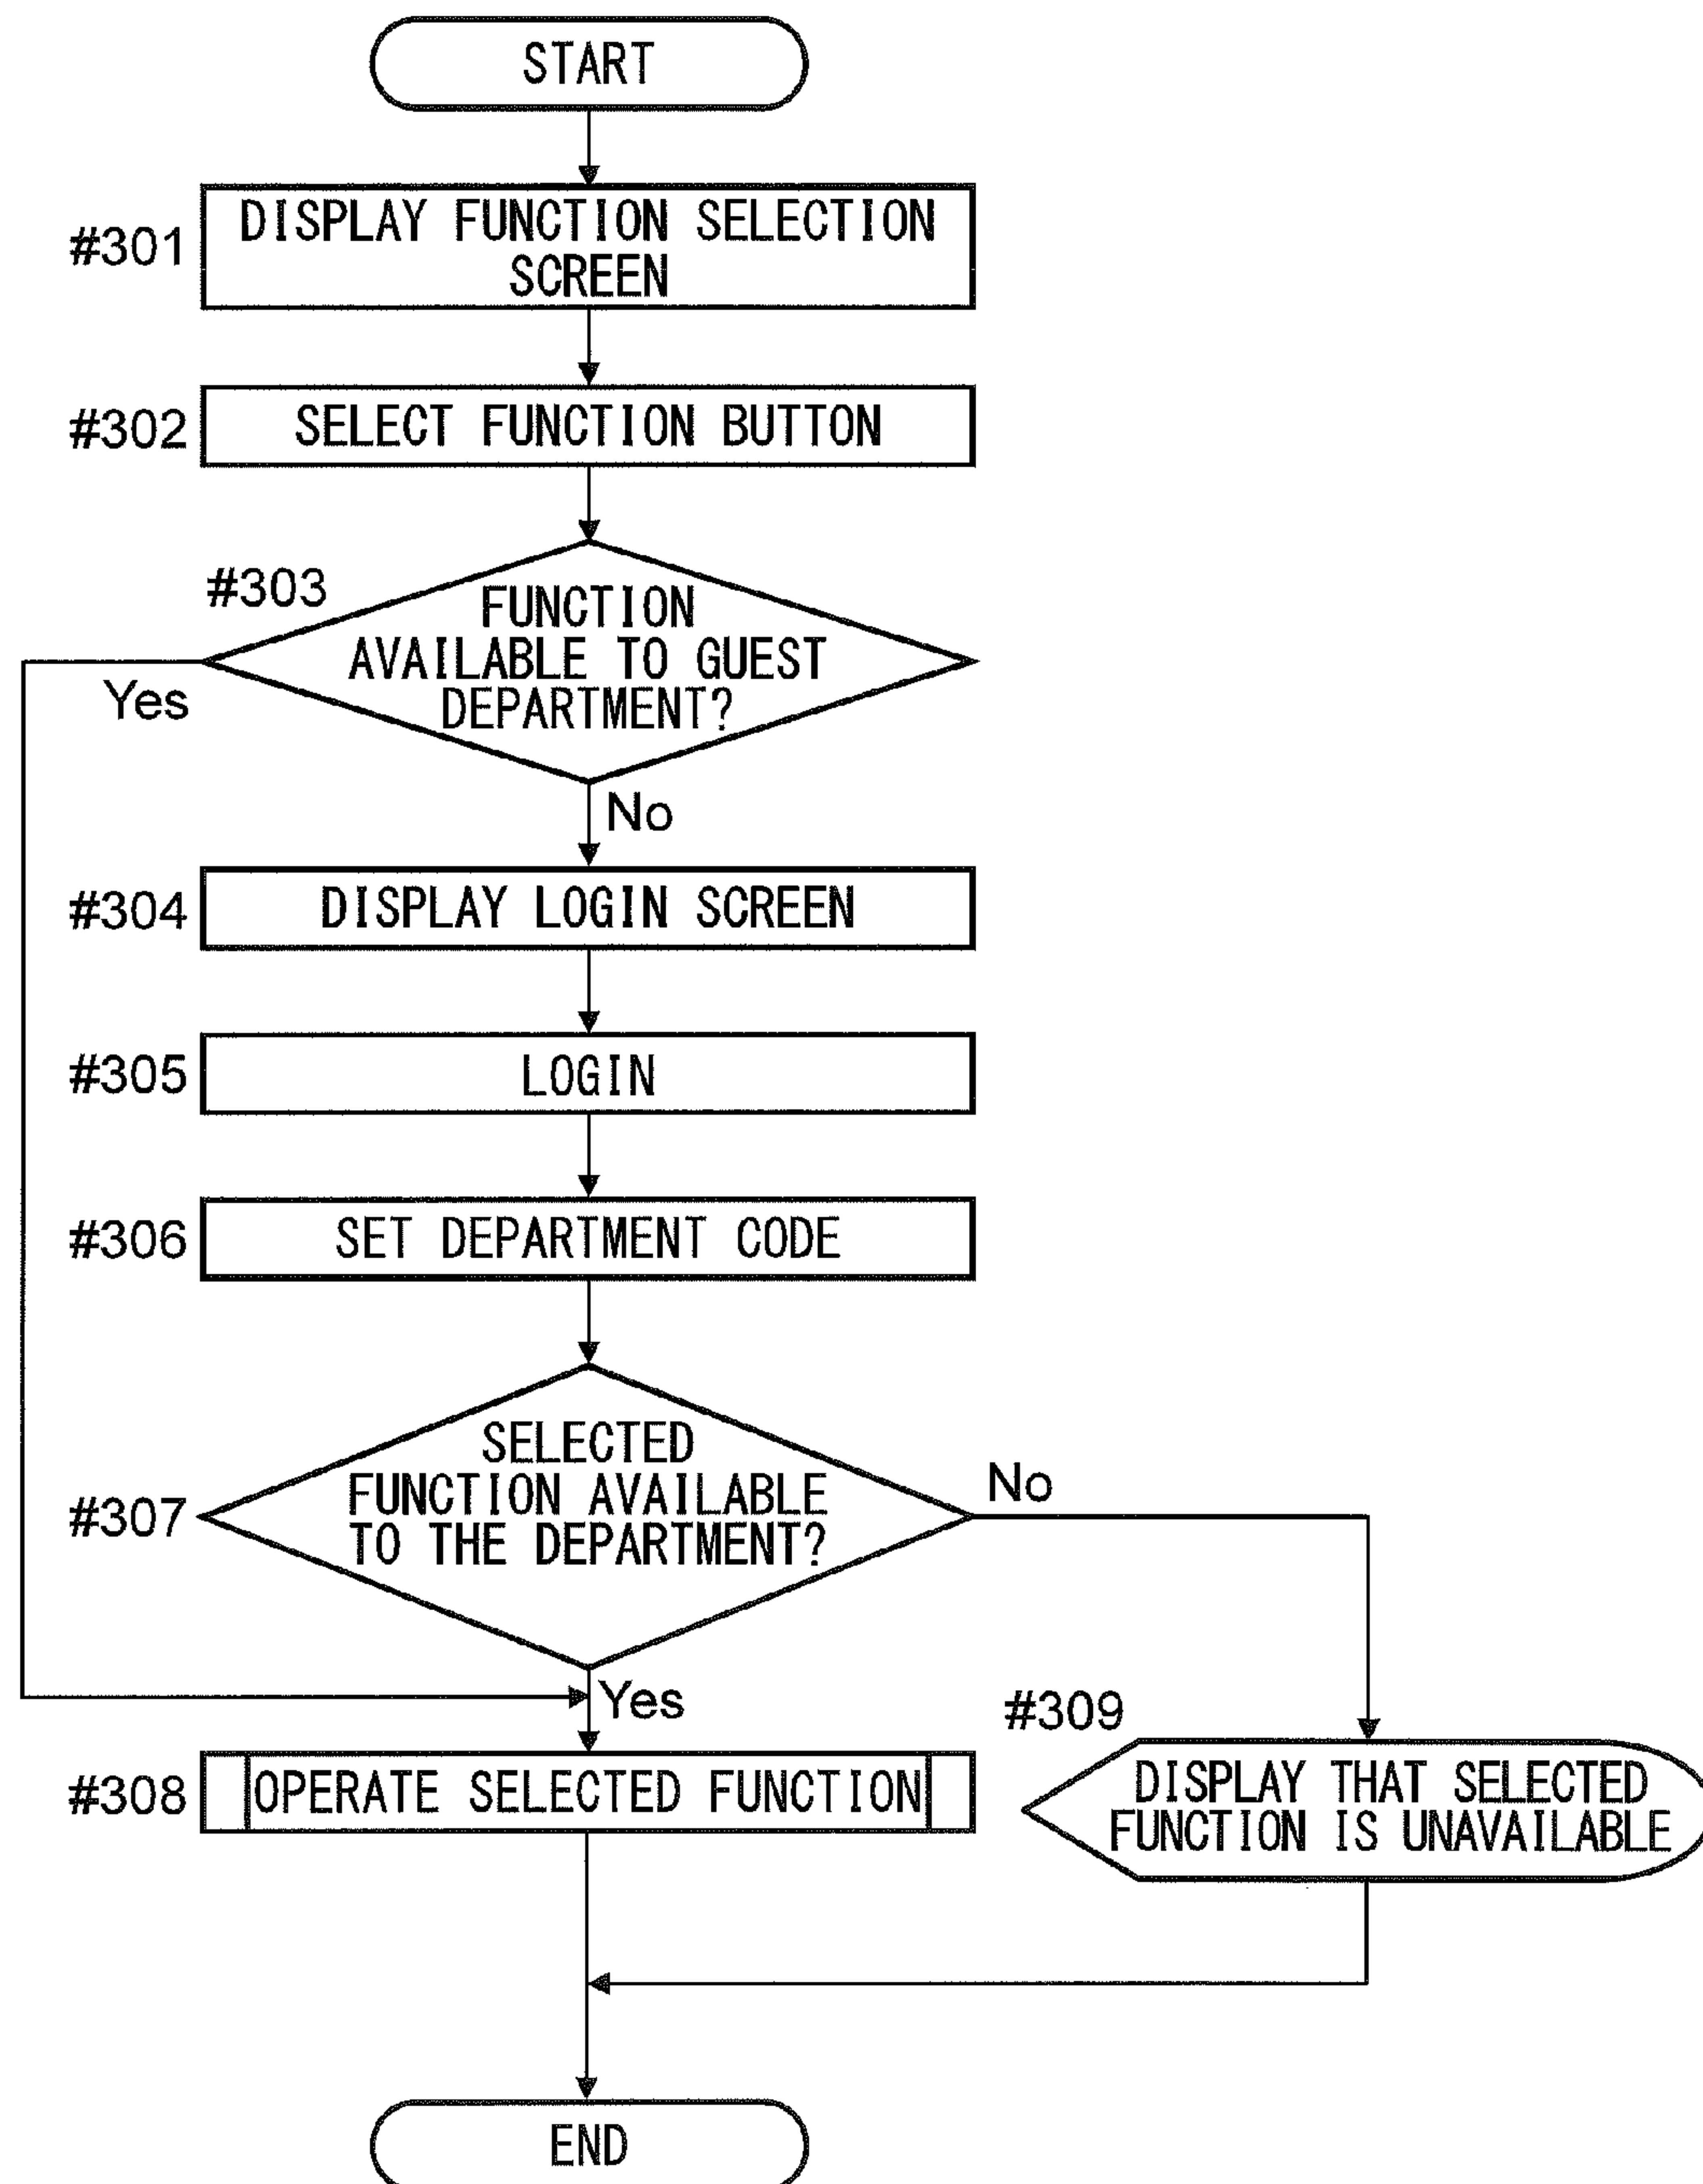 START
#301
DISPLAY FUNCTION SELECTION
SCREEN
#302
SELECT FUNCTION BUTTON
#303
FUNCTION
AVAILABLE TO GUEST
DEPARTMENT?
Yes
No
#304
DISPLAY LOGIN SCREEN
#305
LOGIN
#306
SET DEPARTMENT CODE
#307
SELECTED
FUNCTION AVAILABLE
TO THE DEPARTMENT?
No
Yes
#308
OPERATE SELECTED FUNCTION
#309
DISPLAY THAT SELECTED
FUNCTION IS UNAVAILABLE
END